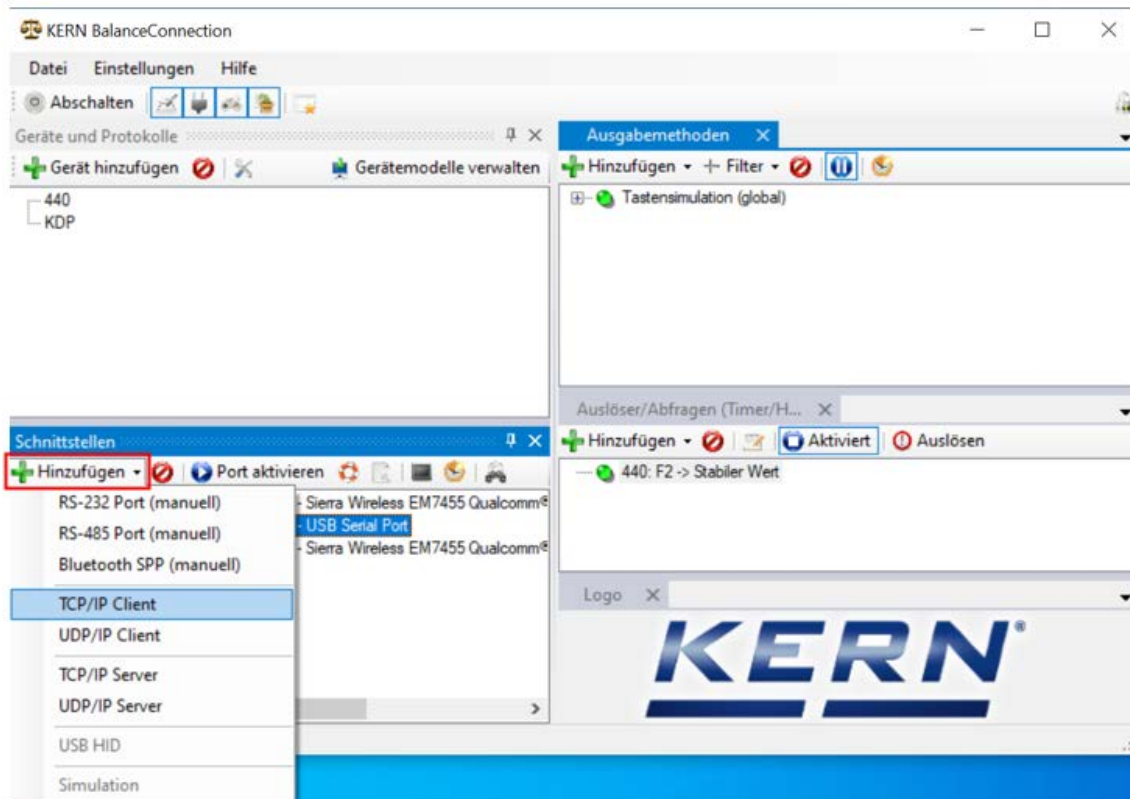 KERN BalanceConnection
Datei Einstellungen Hilfe
Abschalten
Geräte und Protokolle
Gerät hinzufügen Gerätemodelle verwalten
440
KDP
Ausgabemethoden
Hinzufügen Filter
Tastensimulation (global)
Auslöser/Abfragen (Timer/H...
Hinzufügen Aktiviert Auslösen
440: F2 -> Stabiler Wert
Schnittstellen
Hinzufügen Port aktivieren
- Sierra Wireless EM7455 Qualcomm®
- USB Serial Port
- Sierra Wireless EM7455 Qualcomm®
RS-232 Port (manuell)
RS-485 Port (manuell)
Bluetooth SPP (manuell)
TCP/IP Client
UDP/IP Client
TCP/IP Server
UDP/IP Server
USB HID
Simulation
Logo
KERN®